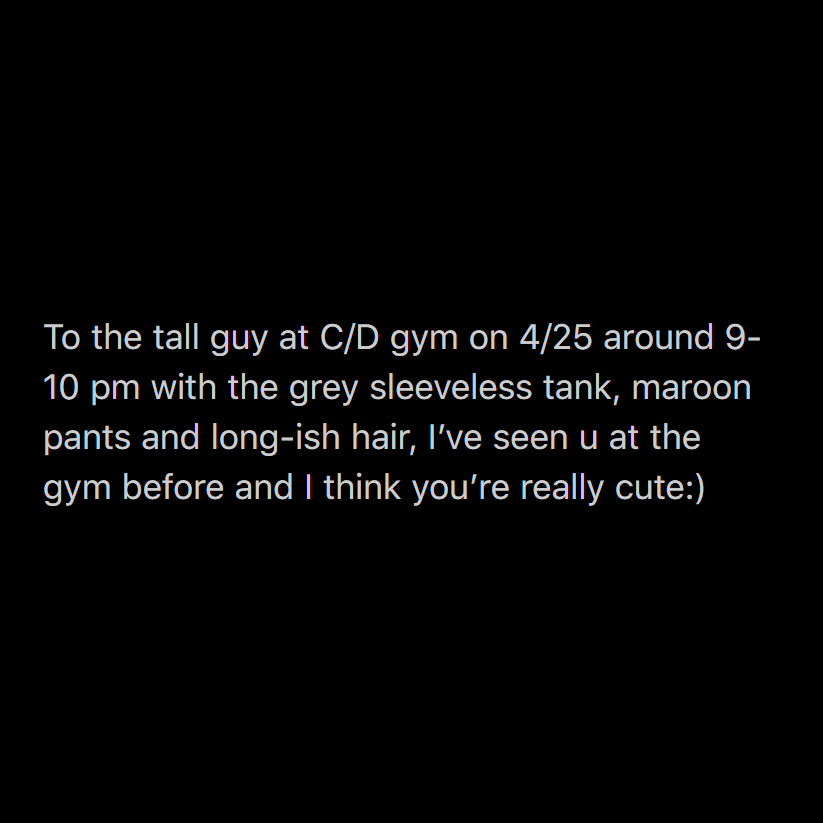 To the tall guy at C/D gym on 4/25 around 9-
10 pm with the grey sleeveless tank, maroon
pants and long-ish hair, I’ve seen u at the
gym before and I think you’re really cute:)